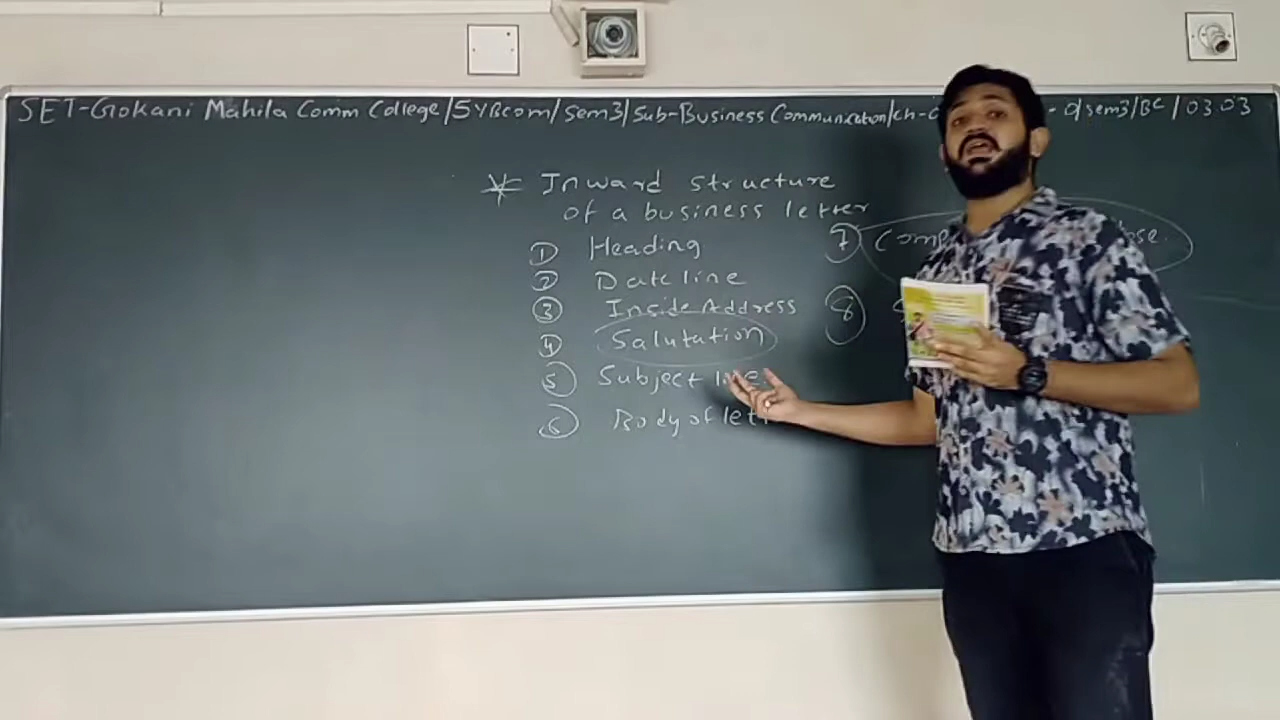 SET-Gokani Mahila Comm College/SYBcom/Sem3/Sub-Business Communication/ch- sem3/BC/03.03
* Inward structure
of a business letter
① Heading
② Date line
③ Inside Address
④ Salutation
⑤ Subject line
⑥ Body of
⑦
⑧